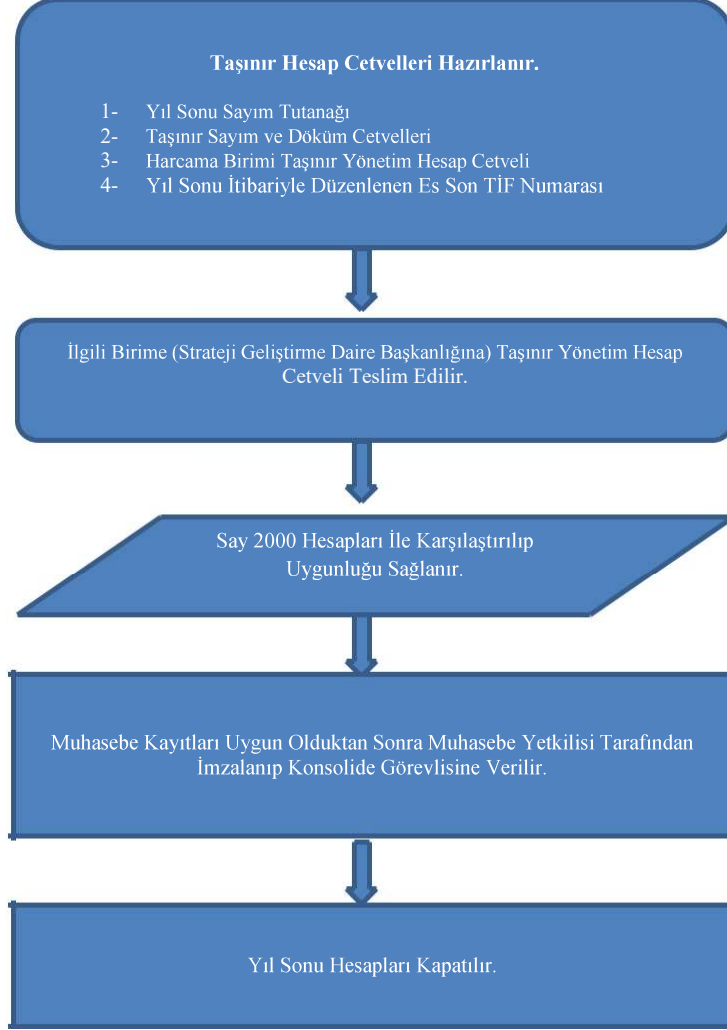 Taşınır Hesap Cetvelleri Hazırlanır.
1- Yıl Sonu Sayım Tutanağı
2- Taşınır Sayım ve Döküm Cetvelleri
3- Harcama Birimi Taşınır Yönetim Hesap Cetveli
4- Yıl Sonu İtibariyle Düzenlenen Es Son TİF Numarası
İlgili Birime (Strateji Geliştirme Daire Başkanlığına) Taşınır Yönetim Hesap
Cetveli Teslim Edilir.
Say 2000 Hesapları İle Karşılaştırılıp
Uygunluğu Sağlanır.
Muhasebe Kayıtları Uygun Olduktan Sonra Muhasebe Yetkilisi Tarafından
İmzalanıp Konsolide Görevlisine Verilir.
Yıl Sonu Hesapları Kapatılır.